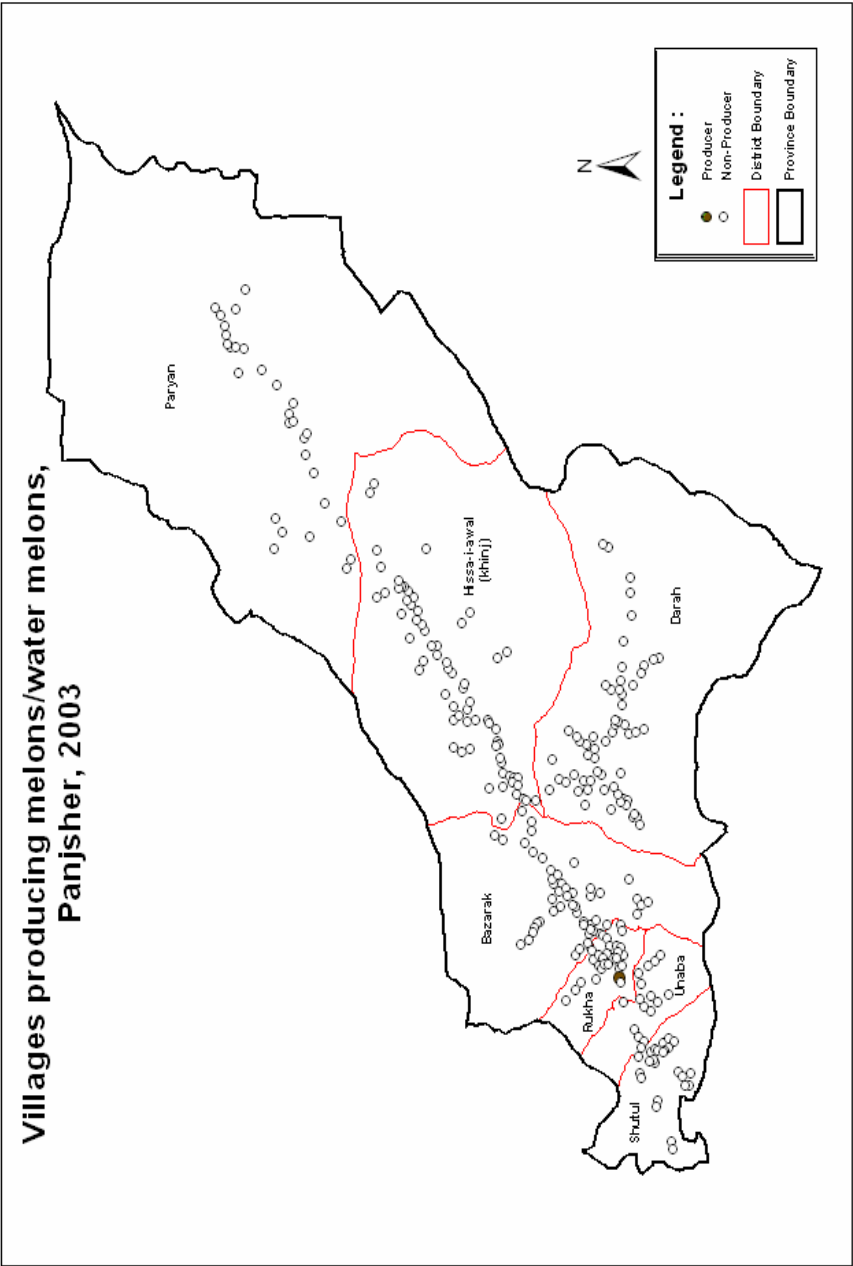 Villages producing melons/water melons,
Panjsher, 2003
Paryan
Hissa-i-awal
(khinj)
Darah
Bazarak
Rukha
Unaba
Shutul
N
Legend :
Producer
Non-Producer
District Boundary
Province Boundary